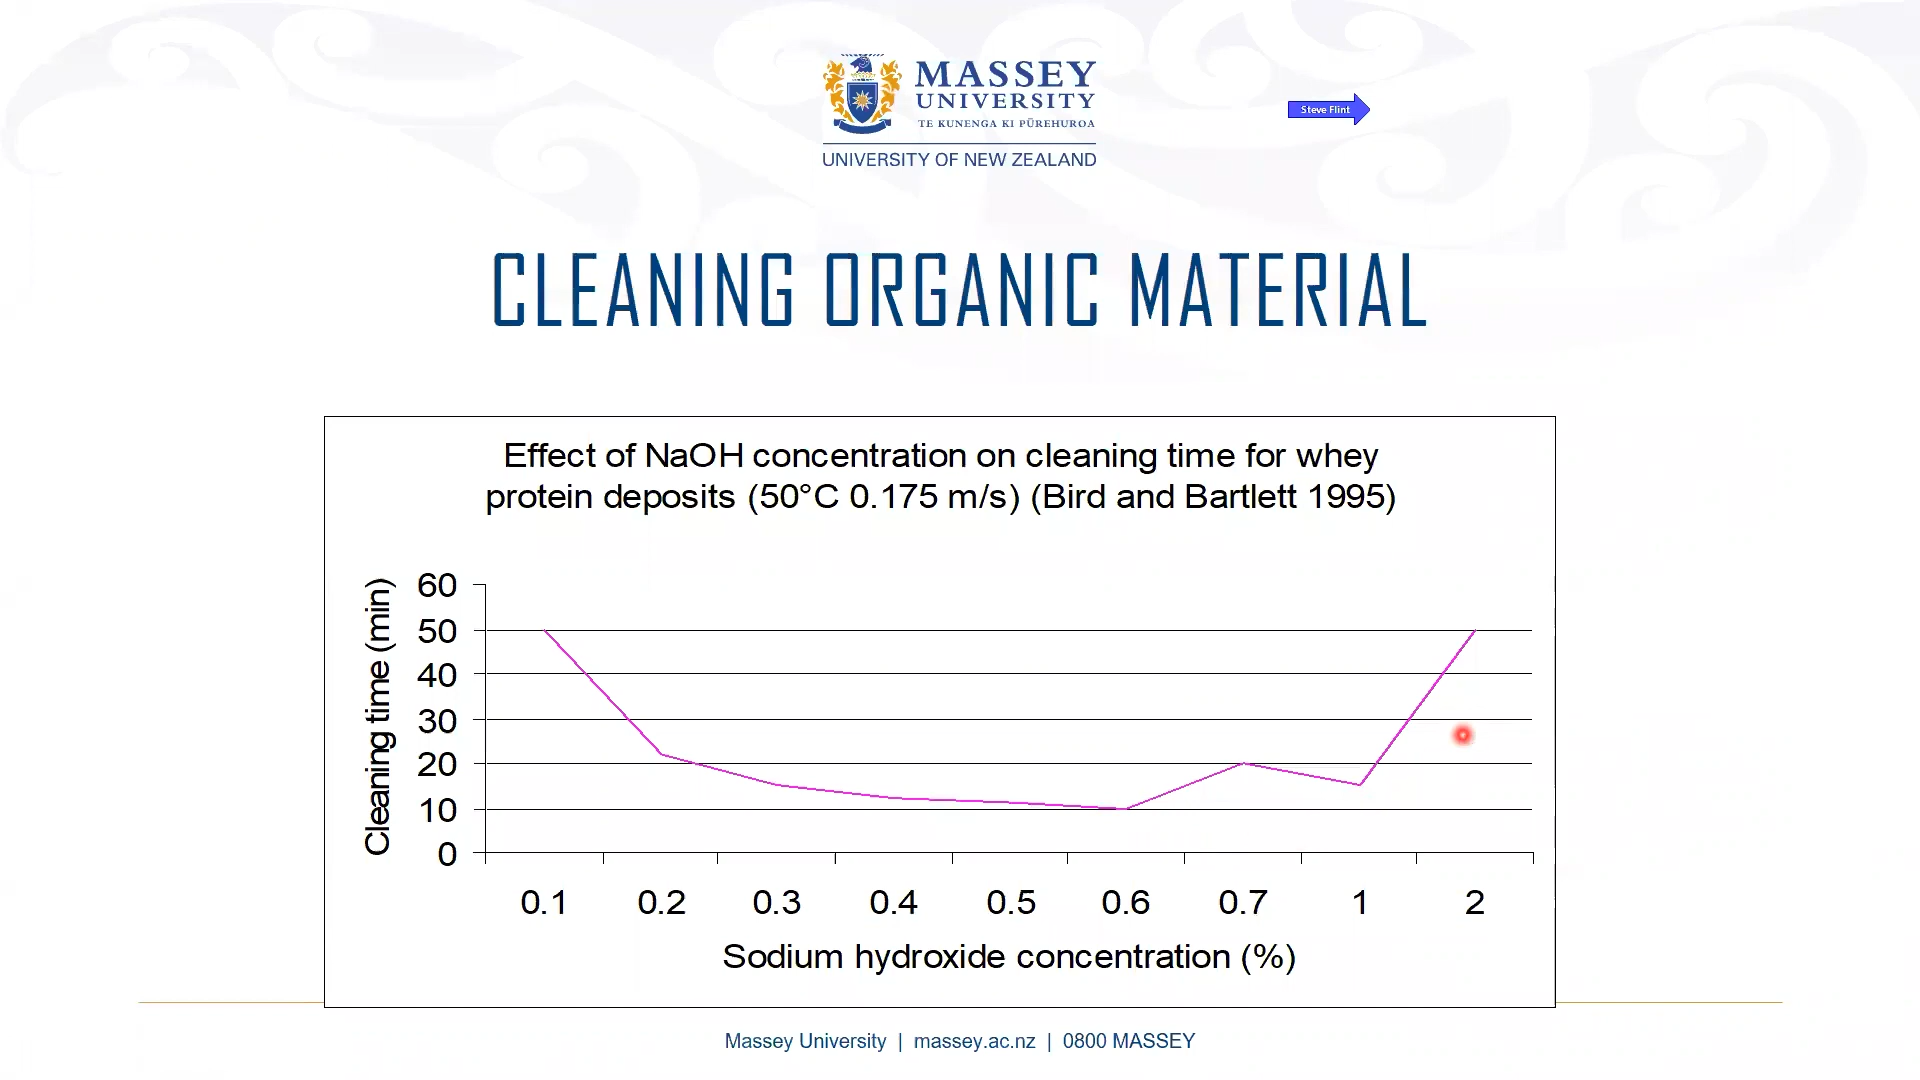 MASSEY
UNIVERSITY
TE KUNENGA KI PŪREHUROA
UNIVERSITY OF NEW ZEALAND
Steve Flint
CLEANING ORGANIC MATERIAL
Effect of NaOH concentration on cleaning time for whey
protein deposits (50°C 0.175 m/s) (Bird and Bartlett 1995)
Cleaning time (min)
60
50
40
30
20
10
0
0.1 0.2 0.3 0.4 0.5 0.6 0.7 1 2
Sodium hydroxide concentration (%)
Massey University | massey.ac.nz | 0800 MASSEY